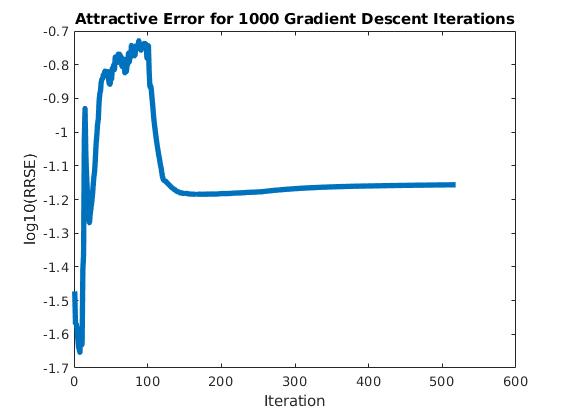 Attractive Error for 1000 Gradient Descent Iterations
-0.7
-0.8
-0.9
-1
-1.1
-1.2
-1.3
-1.4
-1.5
-1.6
-1.7
log10(RRSE)
0 100 200 300 400 500 600
Iteration